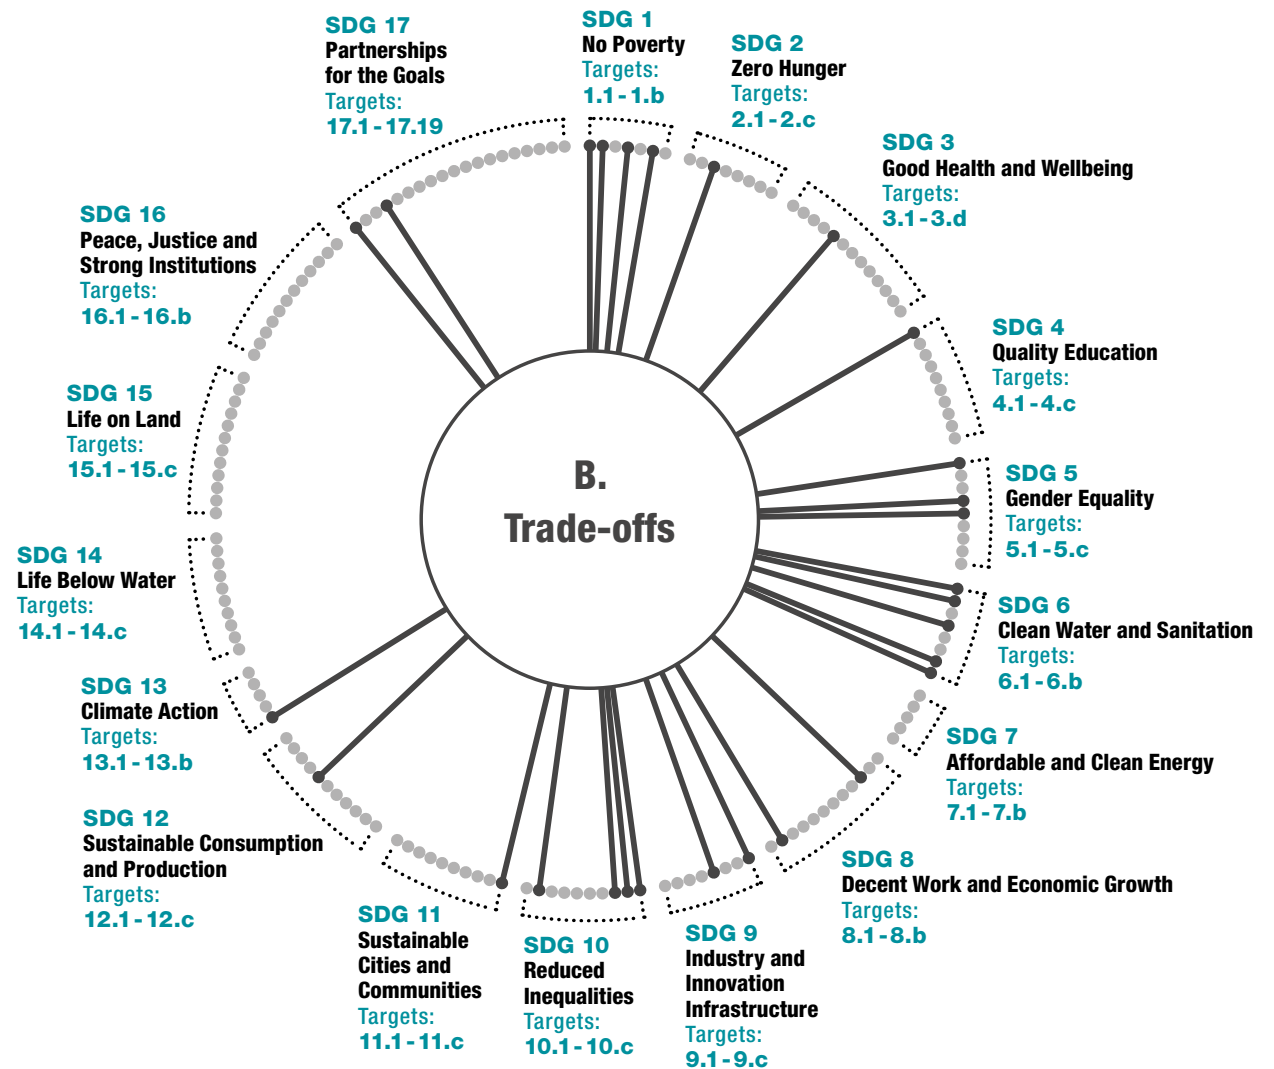 SDG 1
No Poverty
Targets:
1.1 - 1.b
SDG 2
Zero Hunger
Targets:
2.1 - 2.c
SDG 3
Good Health and Wellbeing
Targets:
3.1 - 3.d
SDG 4
Quality Education
Targets:
4.1 - 4.c
SDG 5
Gender Equality
Targets:
5.1 - 5.c
SDG 6
Clean Water and Sanitation
Targets:
6.1 - 6.b
SDG 7
Affordable and Clean Energy
Targets:
7.1 - 7.b
SDG 8
Decent Work and Economic Growth
Targets:
8.1 - 8.b
SDG 9
Industry and
Innovation
Infrastructure
Targets:
9.1 - 9.c
SDG 10
Reduced
Inequalities
Targets:
10.1 - 10.c
SDG 11
Sustainable
Cities and
Communities
Targets:
11.1 - 11.c
SDG 12
Sustainable Consumption
and Production
Targets:
12.1 - 12.c
SDG 13
Climate Action
Targets:
13.1 - 13.b
SDG 14
Life Below Water
Targets:
14.1 - 14.c
SDG 15
Life on Land
Targets:
15.1 - 15.c
SDG 16
Peace, Justice and
Strong Institutions
Targets:
16.1 - 16.b
SDG 17
Partnerships
for the Goals
Targets:
17.1 - 17.19
B.
Trade-offs